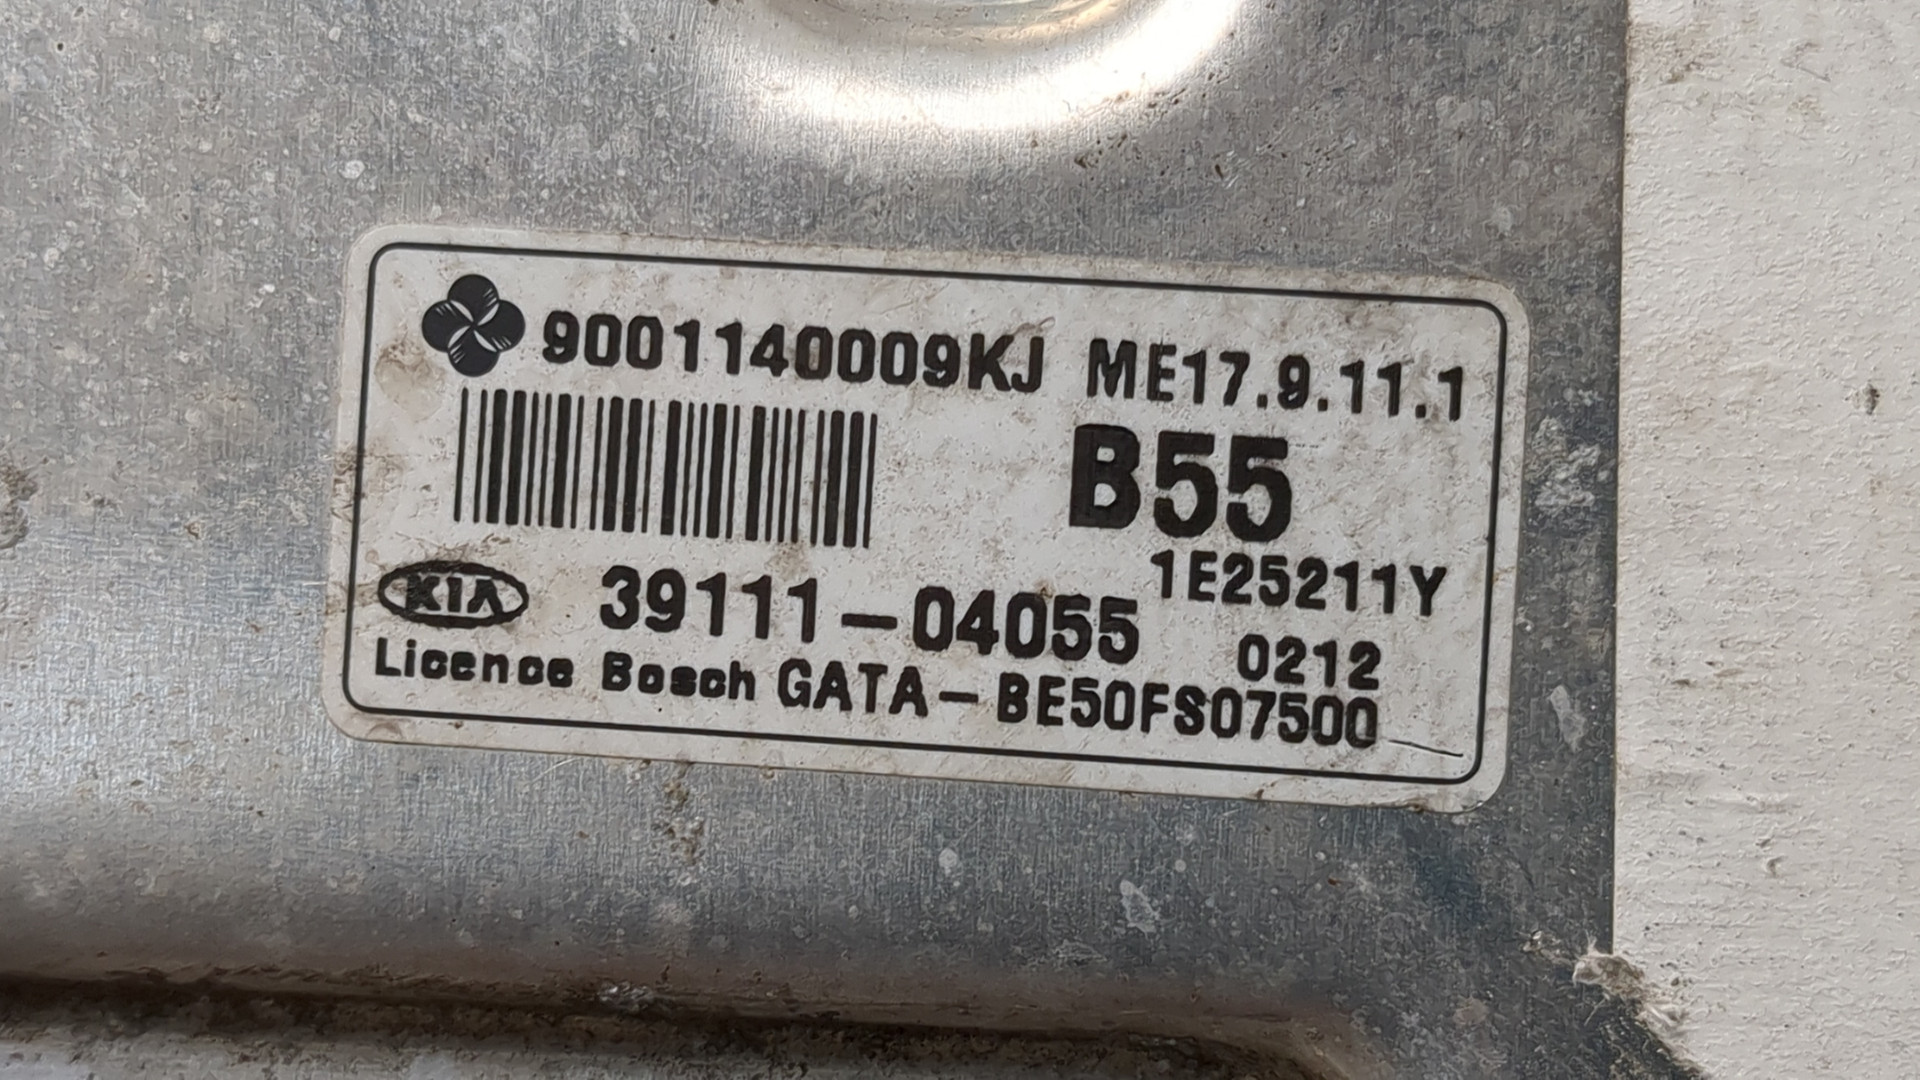 9001140009KJ ME17.9.11.1
B55
1E25211Y
KIA 39111-04055
0212
Licence Bosch GATA-BE50FS07500